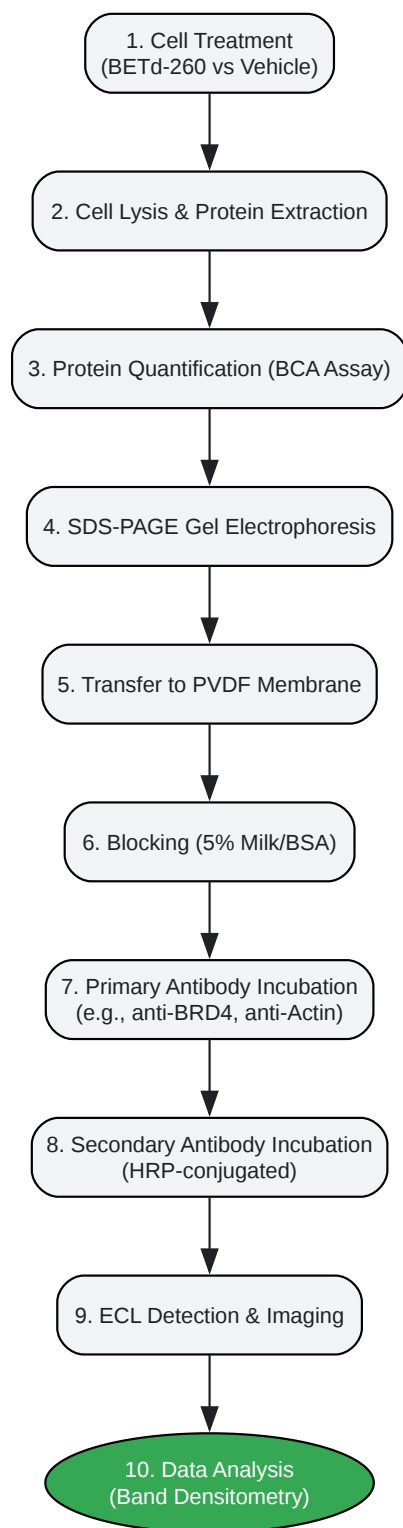 1. Cell Treatment
(BETd-260 vs Vehicle)
2. Cell Lysis & Protein Extraction
3. Protein Quantification (BCA Assay)
4. SDS-PAGE Gel Electrophoresis
5. Transfer to PVDF Membrane
6. Blocking (5% Milk/BSA)
7. Primary Antibody Incubation
(e.g., anti-BRD4, anti-Actin)
8. Secondary Antibody Incubation
(HRP-conjugated)
9. ECL Detection & Imaging
10. Data Analysis
(Band Densitometry)